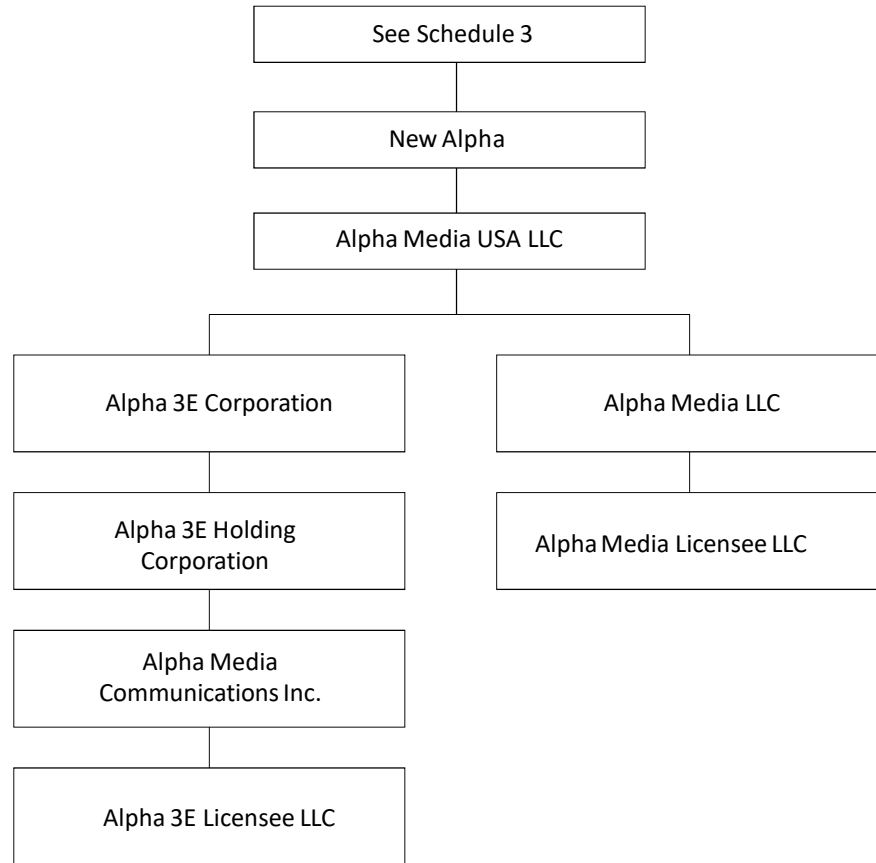 See Schedule 3
New Alpha
Alpha Media USA LLC
Alpha 3E Corporation
Alpha Media LLC
Alpha 3E Holding
Corporation
Alpha Media Licensee LLC
Alpha Media
Communications Inc.
Alpha 3E Licensee LLC